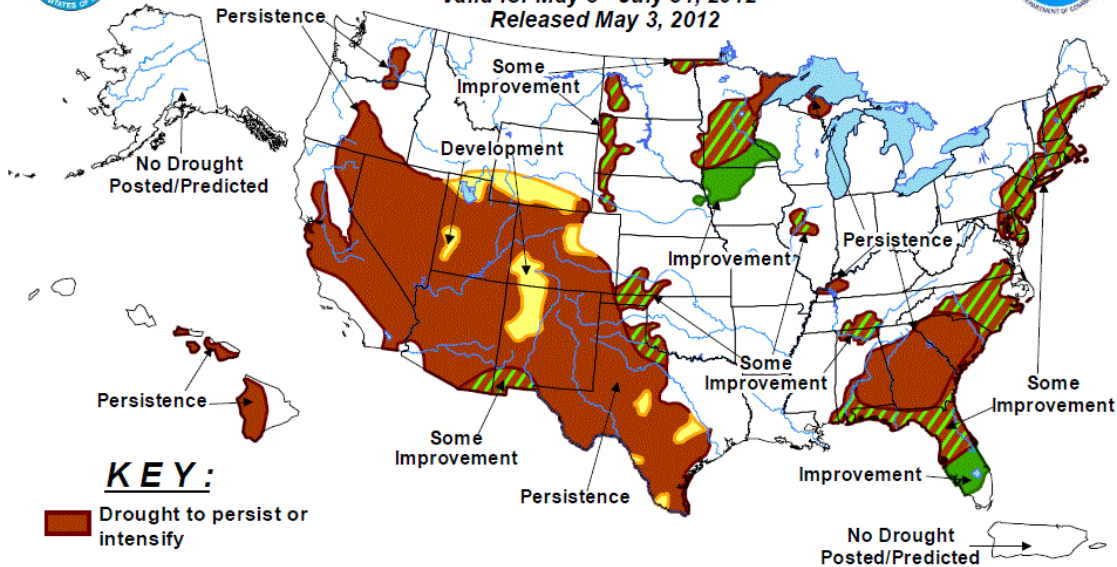 Released May 3, 2012
Persistence
Some
Improvement
No Drought
Posted/Predicted
Development
Improvement
Persistence
Some
Improvement
Some
Improvement
Persistence
Some
Improvement
Improvement
Persistence
KEY:
Drought to persist or
intensify
No Drought
Posted/Predicted